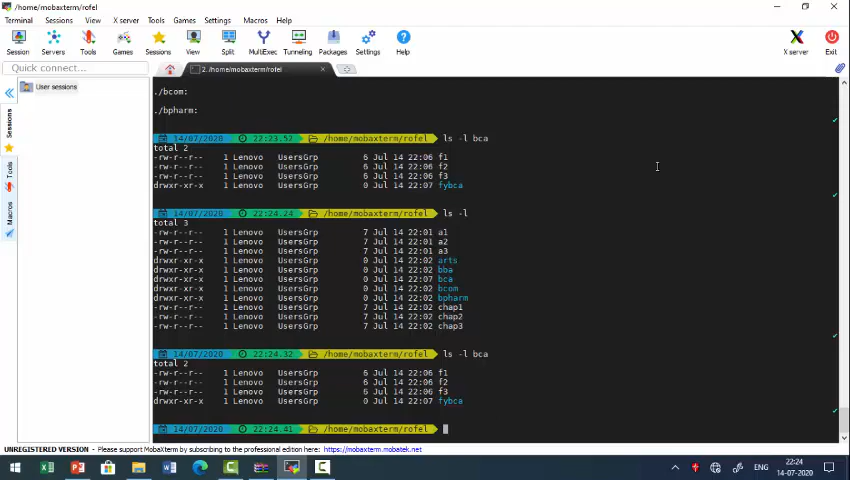 /home/mobaxterm/rofel
Terminal Sessions View X server Tools Games Settings Macros Help
Session Servers Tools Games Sessions View Split MultiExec Tunneling Packages Settings Help X server Exit
Quick connect...
2. /home/mobaxterm/rofel
User sessions
Sessions
Tools
Macros
./bcom:
./bpharm:
14/07/2020 22:23.52 /home/mobaxterm/rofel ls -l bca
total 2
-rw-r--r-- 1 Lenovo UsersGrp 6 Jul 14 22:06 f1
-rw-r--r-- 1 Lenovo UsersGrp 6 Jul 14 22:06 f2
-rw-r--r-- 1 Lenovo UsersGrp 6 Jul 14 22:06 f3
drwxr-xr-x 1 Lenovo UsersGrp 0 Jul 14 22:07 fybca
14/07/2020 22:24.24 /home/mobaxterm/rofel ls -l
total 3
-rw-r--r-- 1 Lenovo UsersGrp 7 Jul 14 22:01 a1
-rw-r--r-- 1 Lenovo UsersGrp 7 Jul 14 22:01 a2
-rw-r--r-- 1 Lenovo UsersGrp 7 Jul 14 22:01 a3
drwxr-xr-x 1 Lenovo UsersGrp 0 Jul 14 22:02 arts
drwxr-xr-x 1 Lenovo UsersGrp 0 Jul 14 22:02 bba
drwxr-xr-x 1 Lenovo UsersGrp 0 Jul 14 22:07 bca
drwxr-xr-x 1 Lenovo UsersGrp 0 Jul 14 22:02 bcom
drwxr-xr-x 1 Lenovo UsersGrp 0 Jul 14 22:02 bpharm
-rw-r--r-- 1 Lenovo UsersGrp 7 Jul 14 22:02 chap1
-rw-r--r-- 1 Lenovo UsersGrp 7 Jul 14 22:02 chap2
-rw-r--r-- 1 Lenovo UsersGrp 7 Jul 14 22:02 chap3
14/07/2020 22:24.32 /home/mobaxterm/rofel ls -l bca
total 2
-rw-r--r-- 1 Lenovo UsersGrp 6 Jul 14 22:06 f1
-rw-r--r-- 1 Lenovo UsersGrp 6 Jul 14 22:06 f2
-rw-r--r-- 1 Lenovo UsersGrp 6 Jul 14 22:06 f3
drwxr-xr-x 1 Lenovo UsersGrp 0 Jul 14 22:07 fybca
14/07/2020 22:24.41 /home/mobaxterm/rofel
UNREGISTERED VERSION - Please support MobaXterm by subscribing to the professional edition here: https://mobaxterm.mobatek.net
ENG 22:24
14-07-2020